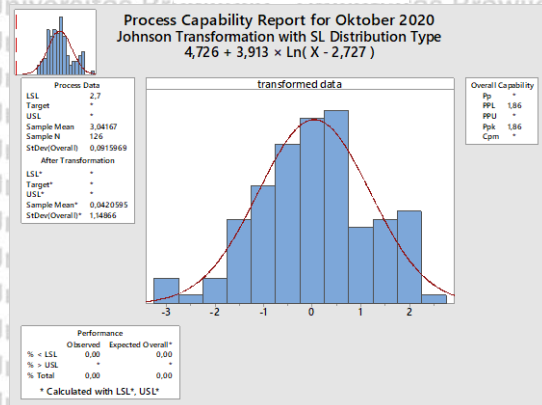 Process Capability Report for Oktober 2020
Johnson Transformation with SL Distribution Type
4,726 + 3,913 × Ln( X - 2,727 )
Process Data
LSL 2,7
Target *
USL *
Sample Mean 3,04167
Sample N 126
StDev(Overall) 0,0915969
After Transformation
LSL* *
Target* *
USL* *
Sample Mean* 0,0420595
StDev(Overall)* 1,14866
transformed data
-3 -2 -1 0 1 2
Overall Capability
Pp *
PPL 1,86
PPU *
Ppk 1,86
Cpm *
Performance
Observed Expected Overall*
% < LSL 0,00 0,00
% > USL * *
% Total 0,00 0,00
* Calculated with LSL*, USL*